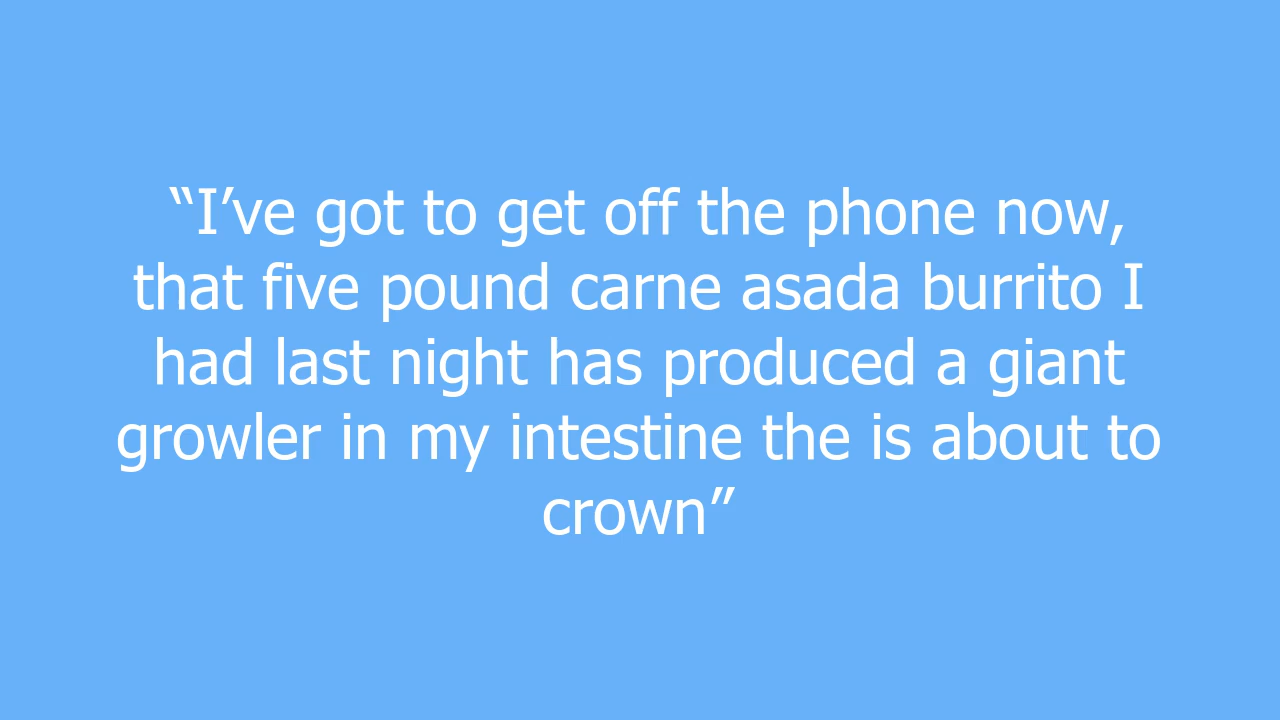 “I’ve got to get off the phone now,
that five pound carne asada burrito I
had last night has produced a giant
growler in my intestine the is about to
crown”